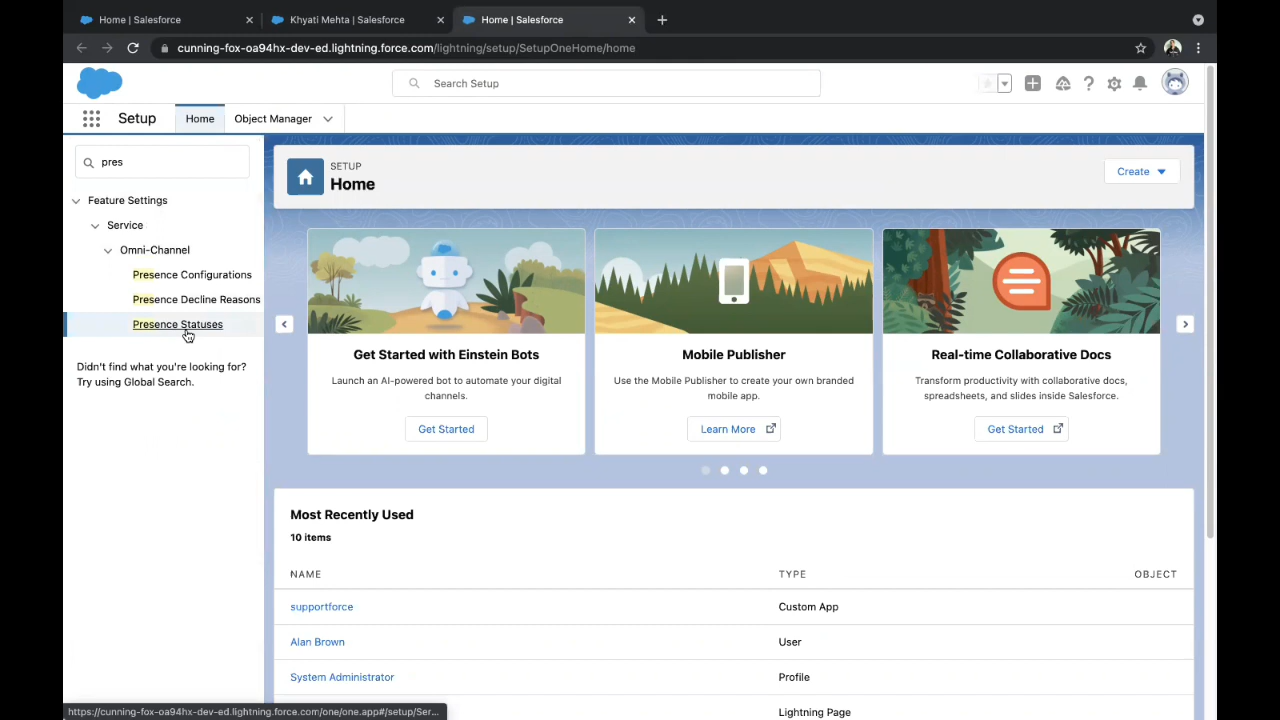 Home | Salesforce
Khyati Mehta | Salesforce
Home | Salesforce
cunning-fox-oa94hx-dev-ed.lightning.force.com/lightning/setup/SetupOneHome/home
Search Setup
Setup
Home
Object Manager
pres
Feature Settings
Service
Omni-Channel
Presence Configurations
Presence Decline Reasons
Presence Statuses
Didn't find what you're looking for?
Try using Global Search.
SETUP
Home
Create
Get Started with Einstein Bots
Launch an AI-powered bot to automate your digital
channels.
Get Started
Mobile Publisher
Use the Mobile Publisher to create your own branded
mobile app.
Learn More
Real-time Collaborative Docs
Transform productivity with collaborative docs,
spreadsheets, and slides inside Salesforce.
Get Started
Most Recently Used
10 items
NAME TYPE OBJECT
supportforce Custom App
Alan Brown User
System Administrator Profile
Lightning Page
https://cunning-fox-oa94hx-dev-ed.lightning.force.com/one/one.app#/setup/Ser...